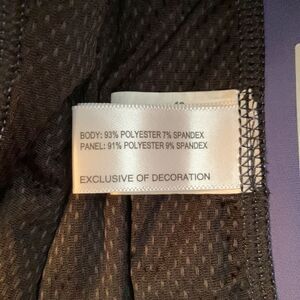 BODY: 93% POLYESTER 7% SPANDEX
PANEL: 91% POLYESTER 9% SPANDEX
EXCLUSIVE OF DECORATION